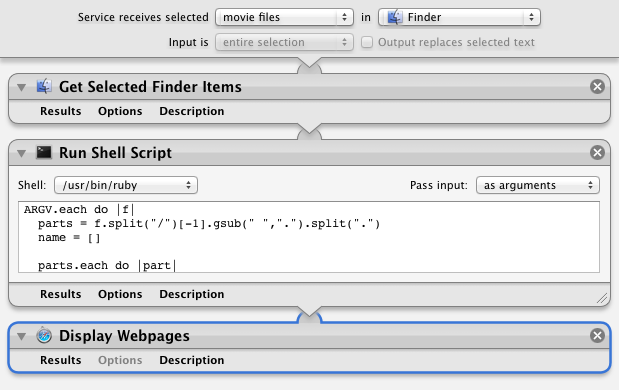 Service receives selected movie files in Finder
Input is entire selection Output replaces selected text
Get Selected Finder Items
Results Options Description
Run Shell Script
Shell: /usr/bin/ruby Pass input: as arguments
ARGV.each do |f|
parts = f.split("/")[-1].gsub(" ",".").split(".")
name = []
parts.each do |part|
Results Options Description
Display Webpages
Results Options Description